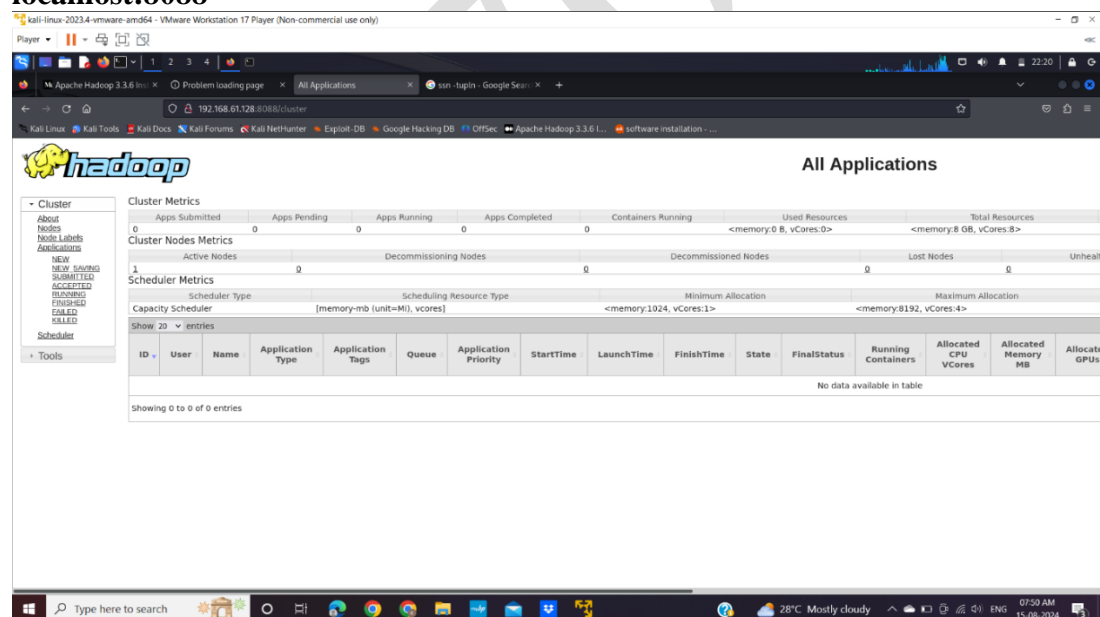 localhost:8088
kali-linux-2023.4-vmware-amd64 - VMware Workstation 17 Player (Non-commercial use only)
Player
1 2 3 4 22:20
Apache Hadoop 3.3.6 Inst Problem loading page All Applications ssn -tupln - Google Searc
192.168.61.128:8088/cluster
Kali Linux Kali Tools Kali Docs Kali Forums Kali NetHunter Exploit-DB Google Hacking DB OffSec Apache Hadoop 3.3.6 I... software installation - ...
hadoop
All Applications
Cluster
About
Nodes
Node Labels
Applications
NEW
NEW_SAVING
SUBMITTED
ACCEPTED
RUNNING
FINISHED
FAILED
KILLED
Scheduler
Tools
Cluster Metrics
Apps Submitted Apps Pending Apps Running Apps Completed Containers Running Used Resources Total Resources
0 0 0 0 0 <memory:0 B, vCores:0> <memory:8 GB, vCores:8>
Cluster Nodes Metrics
Active Nodes Decommissioning Nodes Decommissioned Nodes Lost Nodes Unhealt
1 0 0 0 0
Scheduler Metrics
Scheduler Type Scheduling Resource Type Minimum Allocation Maximum Allocation
Capacity Scheduler [memory-mb (unit=Mi), vcores] <memory:1024, vCores:1> <memory:8192, vCores:4>
Show 20 entries
ID User Name Application Type Application Tags Queue Application Priority StartTime LaunchTime FinishTime State FinalStatus Running Containers Allocated CPU VCores Allocated Memory MB Allocate GPUs
No data available in table
Showing 0 to 0 of 0 entries
Type here to search 28°C Mostly cloudy ENG 07:50 AM
15-08-2024